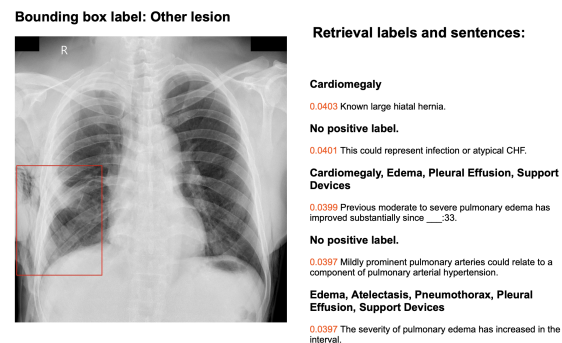 Bounding box label: Other lesion
R
Retrieval labels and sentences:
Cardiomegaly
0.0403 Known large hiatal hernia.
No positive label.
0.0401 This could represent infection or atypical CHF.
Cardiomegaly, Edema, Pleural Effusion, Support
Devices
0.0399 Previous moderate to severe pulmonary edema has
improved substantially since ___:33.
No positive label.
0.0397 Mildly prominent pulmonary arteries could relate to a
component of pulmonary arterial hypertension.
Edema, Atelectasis, Pneumothorax, Pleural
Effusion, Support Devices
0.0397 The severity of pulmonary edema has increased in the
interval.